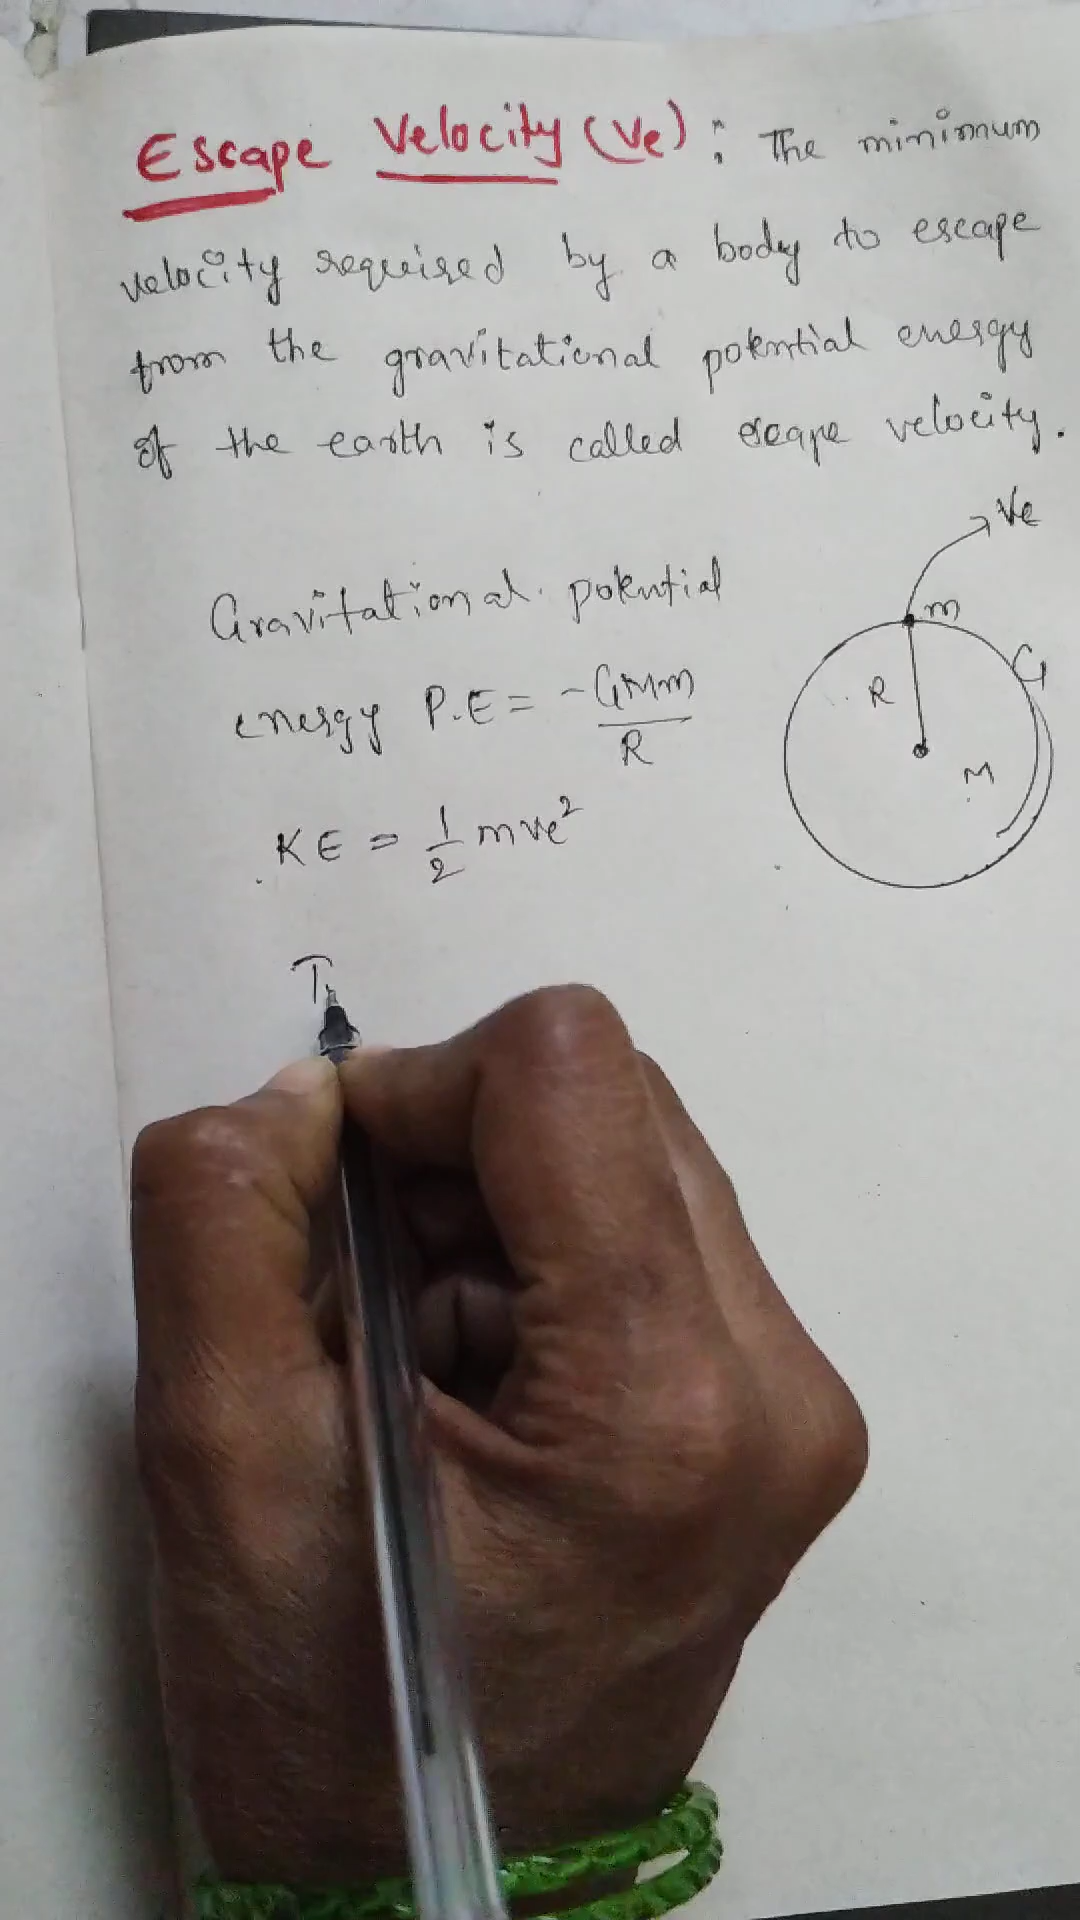 Escape Velocity (Ve) : The minimum
velocity required by a body to escape
from the gravitational potential energy
of the earth is called escape velocity.
Ve
Gravitational potential
m
G
energy P.E = -GMm/R
R
M
KE = 1/2 mve²
T